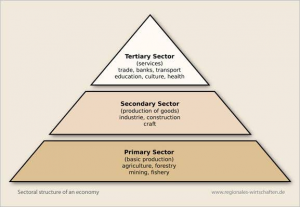 Tertiary Sector
(services)
trade, banks, transport
education, culture, health
Secondary Sector
(production of goods)
industrie, construction
craft
Primary Sector
(basic production)
agriculture, forestry
mining, fishery
Sectoral structure of an economy
www.regionales-wirtschaften.de